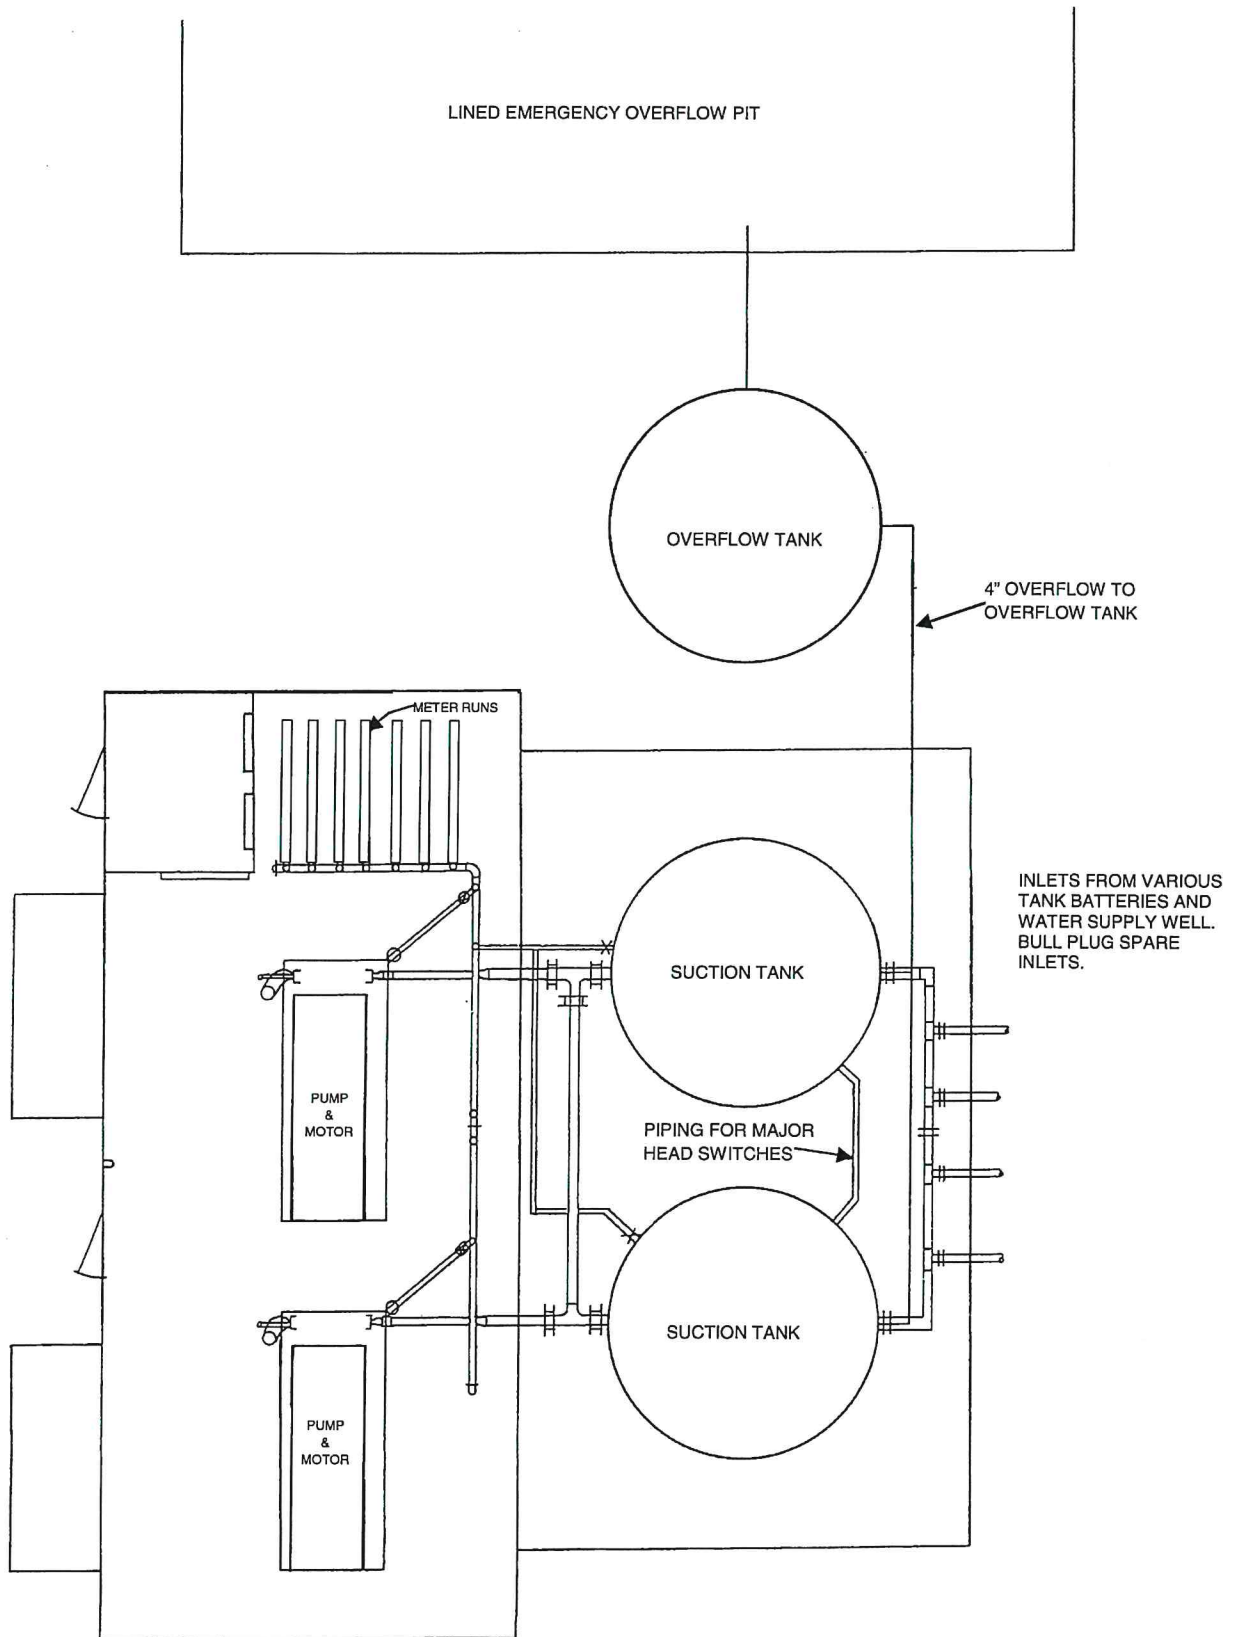 LINED EMERGENCY OVERFLOW PIT
OVERFLOW TANK
4" OVERFLOW TO
OVERFLOW TANK
METER RUNS
INLETS FROM VARIOUS
TANK BATTERIES AND
WATER SUPPLY WELL.
BULL PLUG SPARE
INLETS.
SUCTION TANK
PUMP
&
MOTOR
PIPING FOR MAJOR
HEAD SWITCHES
SUCTION TANK
PUMP
&
MOTOR